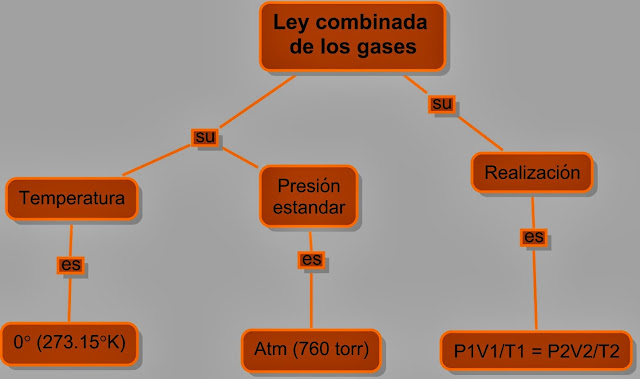 Ley combinada
de los gases
su
su
Temperatura
Presión
estandar
Realización
es
es
es
0° (273.15°K)
Atm (760 torr)
P1V1/T1 = P2V2/T2